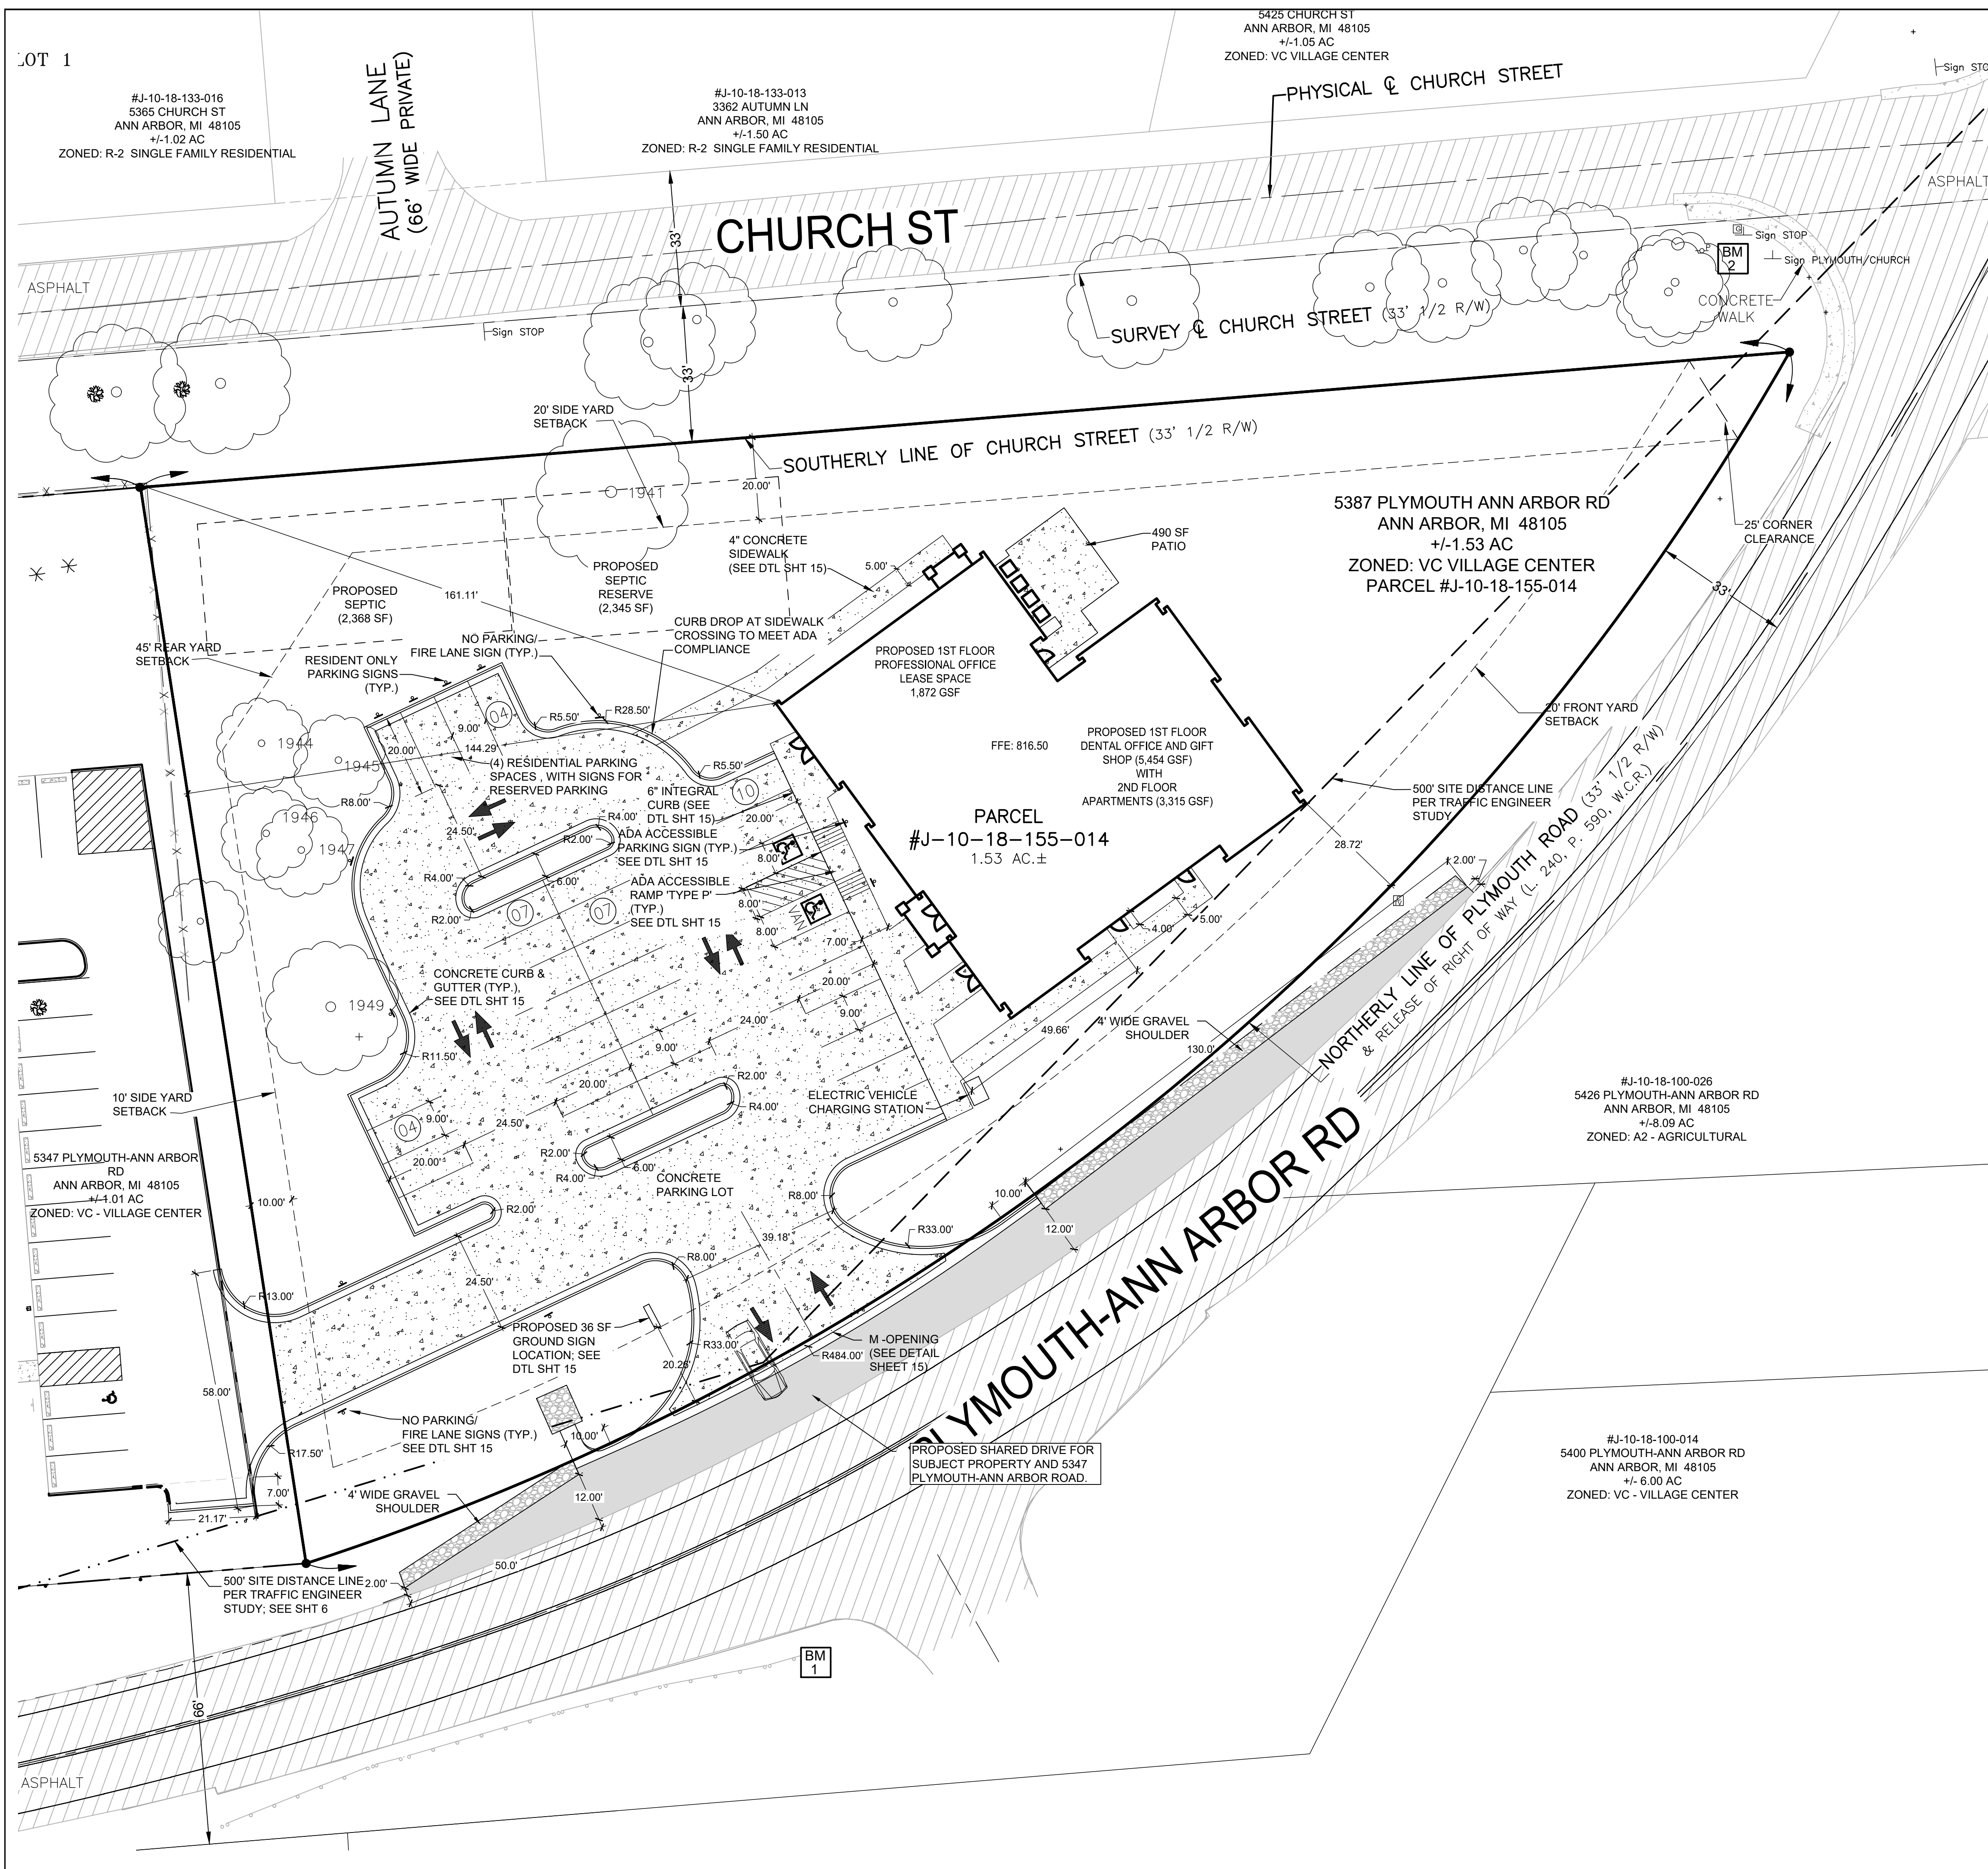 LOT 1
#J-10-18-133-016
5365 CHURCH ST
ANN ARBOR, MI 48105
+/-1.02 AC
ZONED: R-2 SINGLE FAMILY RESIDENTIAL
AUTUMN LANE
(66' WIDE PRIVATE)
#J-10-18-133-013
3362 AUTUMN LN
ANN ARBOR, MI 48105
+/-1.50 AC
ZONED: R-2 SINGLE FAMILY RESIDENTIAL
5425 CHURCH ST
ANN ARBOR, MI 48105
+/-1.05 AC
ZONED: VC VILLAGE CENTER
PHYSICAL ℄ CHURCH STREET
Sign STO
ASPHALT
CHURCH ST
33'
33'
Sign STOP
BM
2
Sign PLYMOUTH/CHURCH
CONCRETE
WALK
ASPHALT
Sign STOP
SURVEY ℄ CHURCH STREET (33' 1/2 R/W)
20' SIDE YARD
SETBACK
SOUTHERLY LINE OF CHURCH STREET (33' 1/2 R/W)
1941
20.00'
5387 PLYMOUTH ANN ARBOR RD
ANN ARBOR, MI 48105
+/-1.53 AC
ZONED: VC VILLAGE CENTER
PARCEL #J-10-18-155-014
25' CORNER
CLEARANCE
33'
490 SF
PATIO
4" CONCRETE
SIDEWALK
(SEE DTL SHT 15)
5.00'
PROPOSED
SEPTIC
RESERVE
(2,345 SF)
PROPOSED
SEPTIC
(2,368 SF)
161.11'
CURB DROP AT SIDEWALK
CROSSING TO MEET ADA
COMPLIANCE
NO PARKING/
FIRE LANE SIGN (TYP.)
45' REAR YARD
SETBACK
RESIDENT ONLY
PARKING SIGNS
(TYP.)
PROPOSED 1ST FLOOR
PROFESSIONAL OFFICE
LEASE SPACE
1,872 GSF
04
R5.50'
R28.50'
9.00'
20.00'
144.29
1944
1945
1946
1947
(4) RESIDENTIAL PARKING
SPACES , WITH SIGNS FOR
RESERVED PARKING
R5.50'
10
FFE: 816.50
PROPOSED 1ST FLOOR
DENTAL OFFICE AND GIFT
SHOP (5,454 GSF)
WITH
2ND FLOOR
APARTMENTS (3,315 GSF)
20' FRONT YARD
SETBACK
500' SITE DISTANCE LINE
PER TRAFFIC ENGINEER
STUDY
R8.00'
6" INTEGRAL
CURB (SEE
DTL SHT 15)
20.00'
24.50'
R4.00'
R2.00'
ADA ACCESSIBLE
PARKING SIGN (TYP.)
SEE DTL SHT 15
8.00'
PARCEL
#J-10-18-155-014
1.53 AC.±
28.72'
2.00'
R4.00'
6.00'
R2.00'
07
07
ADA ACCESSIBLE
RAMP 'TYPE P'
(TYP.)
SEE DTL SHT 15
8.00'
VAN
8.00'
7.00'
4.00'
5.00'
CONCRETE CURB &
GUTTER (TYP.),
SEE DTL SHT 15
1949
20.00'
9.00'
24.00'
9.00'
49.66'
4' WIDE GRAVEL
SHOULDER
130.0'
NORTHERLY LINE OF PLYMOUTH ROAD (33' 1/2 R/W)
& RELEASE OF RIGHT OF WAY (L. 240, P. 590, W.C.R.)
R11.50'
20.00'
R2.00'
R4.00'
ELECTRIC VEHICLE
CHARGING STATION
10' SIDE YARD
SETBACK
04
9.00'
24.50'
20.00'
R2.00'
R4.00'
6.00'
CONCRETE
PARKING LOT
#J-10-18-100-026
5426 PLYMOUTH-ANN ARBOR RD
ANN ARBOR, MI 48105
+/-8.09 AC
ZONED: A2 - AGRICULTURAL
5347 PLYMOUTH-ANN ARBOR
RD
ANN ARBOR, MI 48105
+/-1.01 AC
ZONED: VC - VILLAGE CENTER
10.00'
R2.00'
R8.00'
10.00'
12.00'
R33.00'
39.18'
R8.00'
24.50'
R13.00'
PLYMOUTH-ANN ARBOR RD
PROPOSED 36 SF
GROUND SIGN
LOCATION; SEE
DTL SHT 15
R33.00'
20.26'
M -OPENING
(SEE DETAIL
SHEET 15)
R484.00'
58.00'
NO PARKING/
FIRE LANE SIGNS (TYP.)
SEE DTL SHT 15
10.00'
R17.50'
PROPOSED SHARED DRIVE FOR
SUBJECT PROPERTY AND 5347
PLYMOUTH-ANN ARBOR ROAD.
#J-10-18-100-014
5400 PLYMOUTH-ANN ARBOR RD
ANN ARBOR, MI 48105
+/- 6.00 AC
ZONED: VC - VILLAGE CENTER
7.00'
21.17'
4' WIDE GRAVEL
SHOULDER
12.00'
50.0'
500' SITE DISTANCE LINE
PER TRAFFIC ENGINEER
STUDY; SEE SHT 6
2.00'
BM
1
66'
ASPHALT